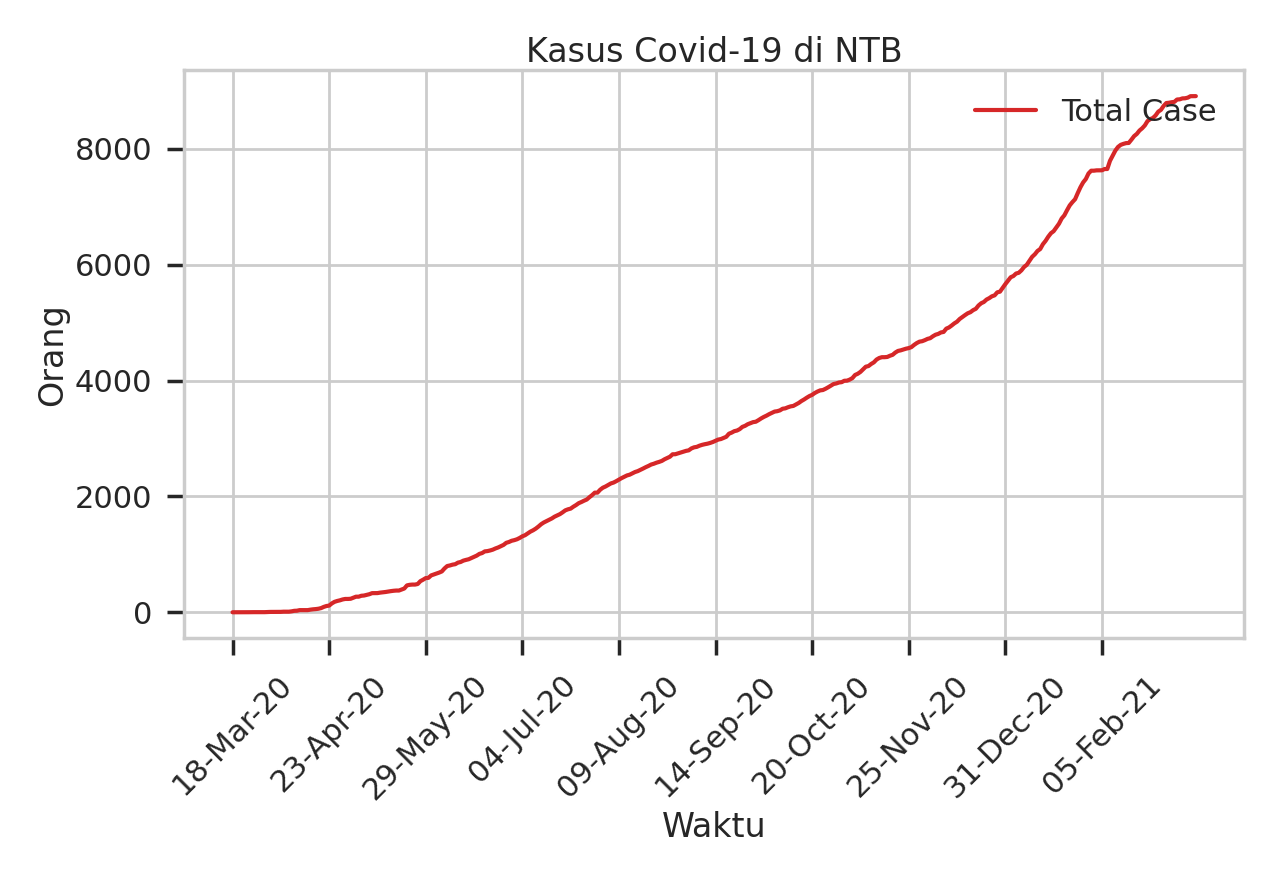 Kasus Covid-19 di NTB
Total Case
8000
6000
4000
2000
0
Orang
18-Mar-20
23-Apr-20
29-May-20
04-Jul-20
09-Aug-20
14-Sep-20
20-Oct-20
25-Nov-20
31-Dec-20
05-Feb-21
Waktu